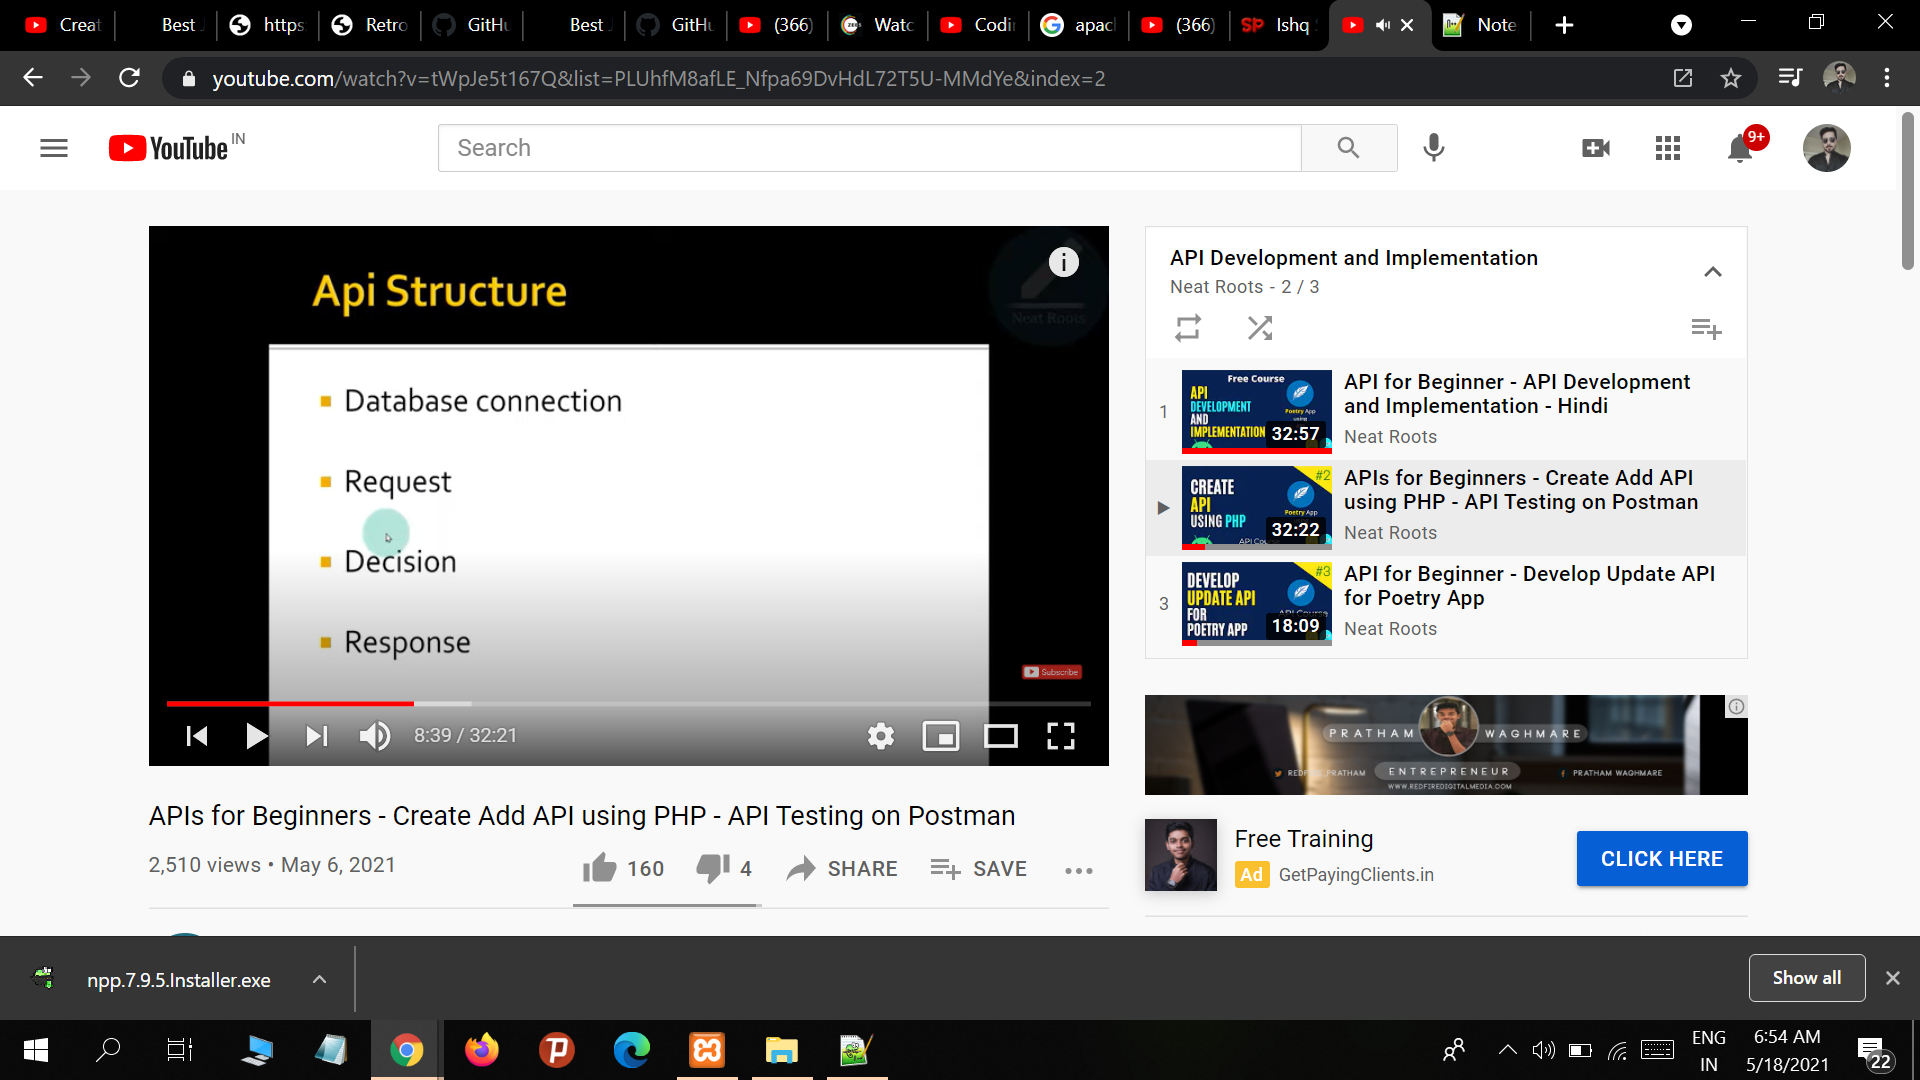 Creat
Best
https
Retro
GitHu
Best
GitHu
(366)
Watc
Codin
apach
(366)
SP Ishq
Note
youtube.com/watch?v=tWpJe5t167Q&list=PLUhfM8afLE_Nfpa69DvHdL72T5U-MMdYe&index=2
YouTube IN
Search
9+
Api Structure
Neat Roots
Database connection
Request
Decision
Response
Subscribe
8:39 / 32:21
APIs for Beginners - Create Add API using PHP - API Testing on Postman
2,510 views • May 6, 2021
160
4
SHARE
SAVE
API Development and Implementation
Neat Roots - 2 / 3
1
Free Course
API
DEVELOPMENT
AND
IMPLEMENTATION
Poetry App
using
32:57
API for Beginner - API Development
and Implementation - Hindi
Neat Roots
#2
CREATE
API
USING PHP
Poetry App
32:22
APIs for Beginners - Create Add API
using PHP - API Testing on Postman
Neat Roots
3
#3
DEVELOP
UPDATE API
FOR
POETRY APP
API Course
18:09
API for Beginner - Develop Update API
for Poetry App
Neat Roots
PRATHAM WAGHMARE
ENTREPRENEUR
PRATHAM WAGHMARE
WWW.REDFIREDIGITALMEDIA.COM
Free Training
Ad GetPayingClients.in
CLICK HERE
npp.7.9.5.Installer.exe
Show all
ENG
IN
6:54 AM
5/18/2021
22